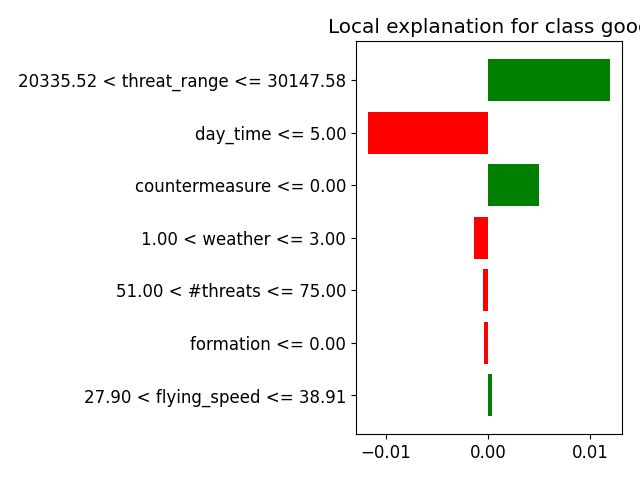 Local explanation for class good
20335.52 < threat_range <= 30147.58
day_time <= 5.00
countermeasure <= 0.00
1.00 < weather <= 3.00
51.00 < #threats <= 75.00
formation <= 0.00
27.90 < flying_speed <= 38.91
−0.01 0.00 0.01